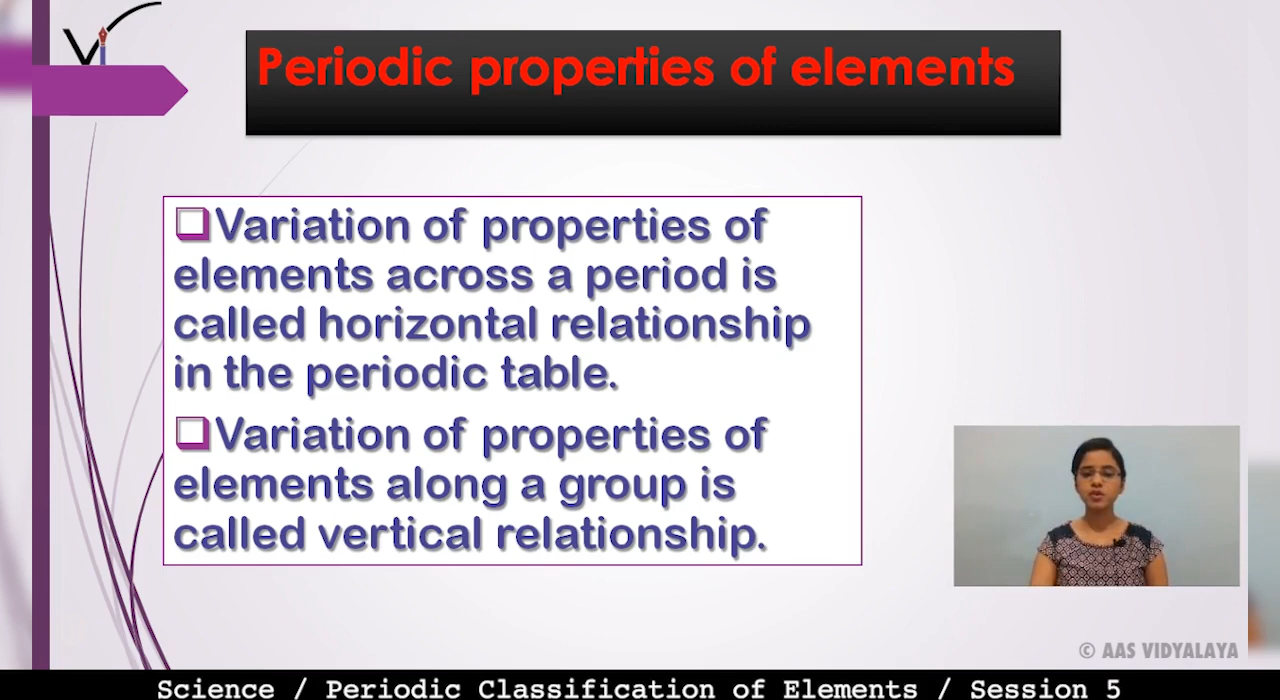 Periodic properties of elements
❑Variation of properties of
elements across a period is
called horizontal relationship
in the periodic table.
❑Variation of properties of
elements along a group is
called vertical relationship.
© AAS VIDYALAYA
Science / Periodic Classification of Elements / Session 5